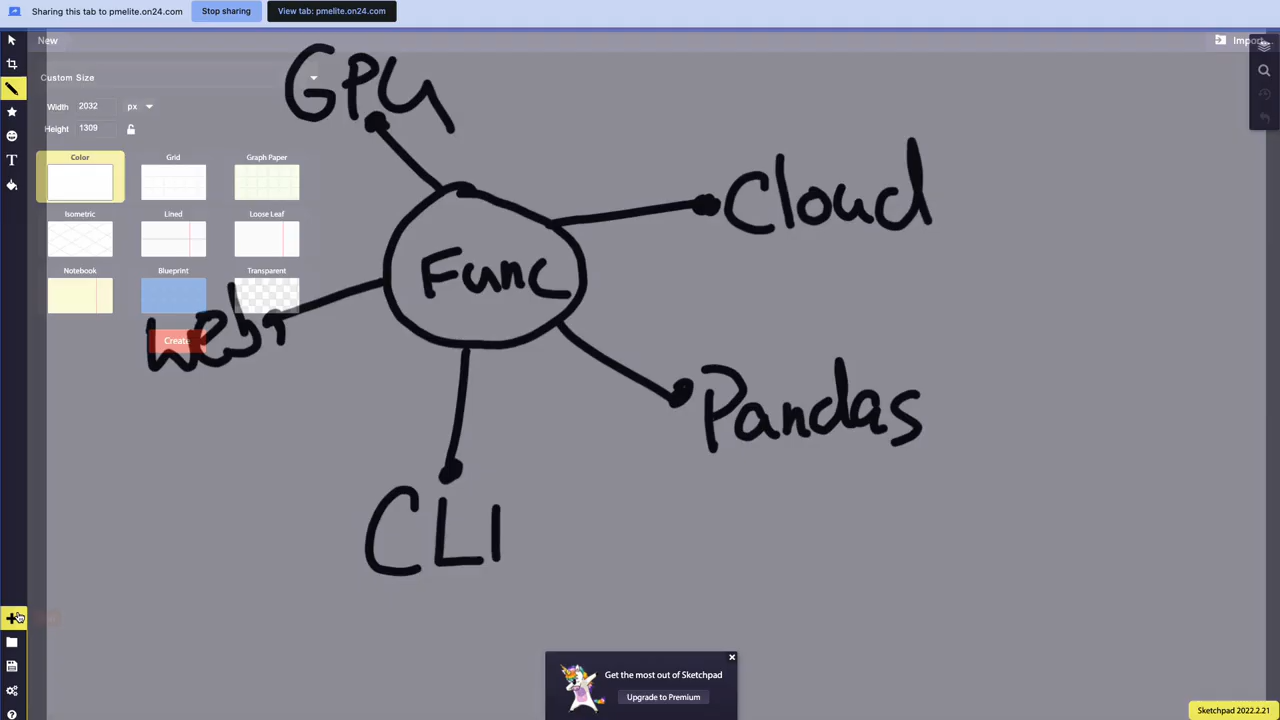 Sharing this tab to pmelite.on24.com
Stop sharing
View tab: pmelite.on24.com
New
Import
Custom Size
Width 2032 px
Height 1309
Color Grid Graph Paper
Isometric Lined Loose Leaf
Notebook Blueprint Transparent
Create
GPU
Cloud
Func
Web
Pandas
CLI
T
Get the most out of Sketchpad
Upgrade to Premium
Sketchpad 2022.2.21